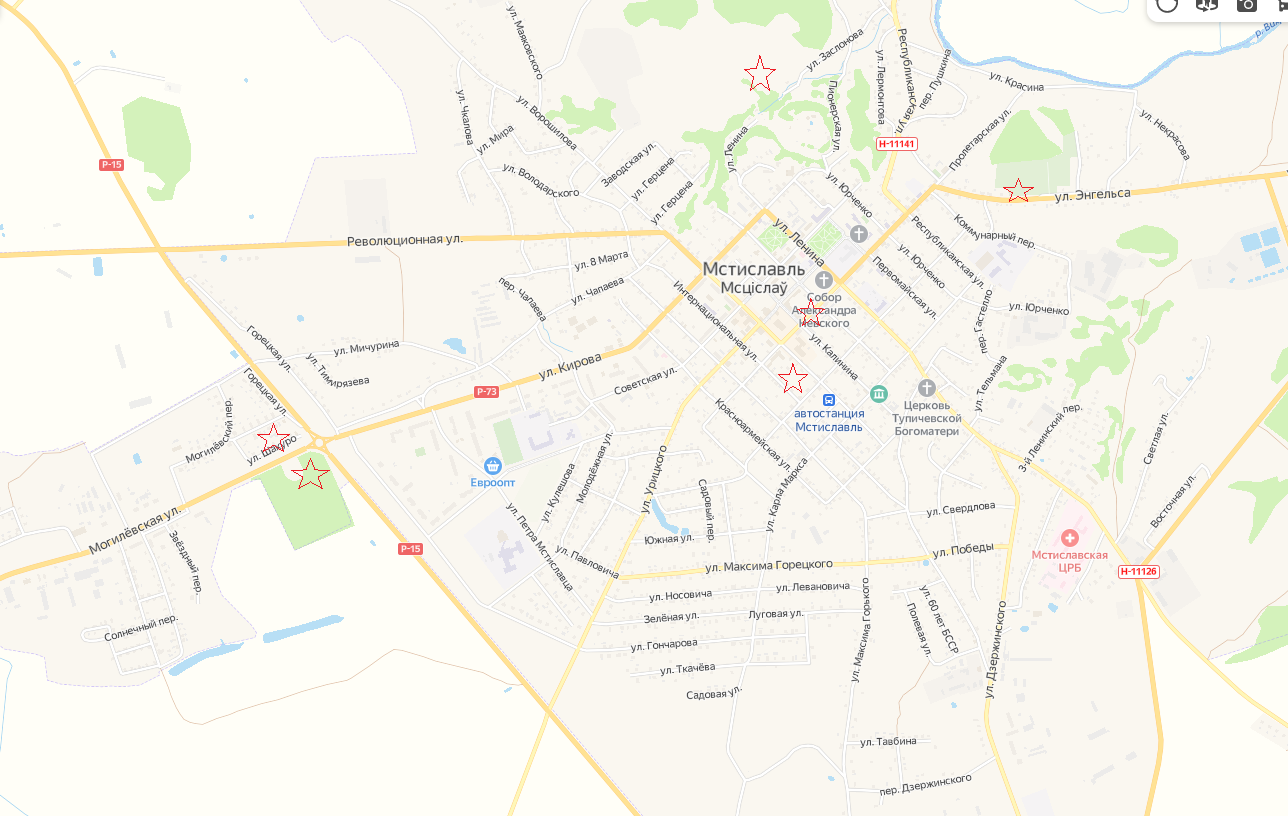 ул. Маяковского
ул. Заслонова
Республиканская ул.
ул. Лермонтова
пер. Пушкина
ул. Красина
ул. Чкалова
ул. Ворошилова
Пионерская ул.
Пролетарская ул.
ул. Некрасова
ул. Мира
ул. Ленина
Н-11141
Р-15
Заводская ул.
ул. Володарского
ул. Герцена
ул. Герцена
ул. Юрченко
ул. Энгельса
Революционная ул.
ул. Ленина
Коммунарный пер.
Республиканская ул.
ул. 8 Марта
ул. Юрченко
Мстиславль
Мсціслаў
Первомайская ул.
пер. Чапаева
ул. Чапаева
Интернациональная ул.
Собор
Александра
Невского
ул. Юрченко
пер. Гастелло
Горецкая ул.
ул. Мичурина
ул. Тимирязева
ул. Кирова
ул. Калинина
Горецкая ул.
Р-73
Советская ул.
ул. Тельмана
автостанция
Мстиславль
Церковь
Тупичевской
Богоматери
Могилёвский пер.
Красноармейская ул.
3-й Ленинский пер.
Светлая ул.
ул. Шакуро
Молодёжная ул.
Евроопт
ул. Кулешова
ул. Урицкого
Садовый пер.
ул. Карла Маркса
Восточная ул.
Могилёвская ул.
ул. Петра Мстиславца
ул. Свердлова
Звёздный пер.
Р-15
ул. Павловича
Южная ул.
ул. Победы
Мстиславская
ЦРБ
Н-11126
ул. Максима Горецкого
ул. Носовича
ул. Левановича
ул. 60 лет БССР
Зелёная ул.
Луговая ул.
Полевая ул.
ул. Максима Горького
Солнечный пер.
ул. Гончарова
ул. Дзержинского
ул. Ткачёва
Садовая ул.
ул. Тавбина
пер. Дзержинского